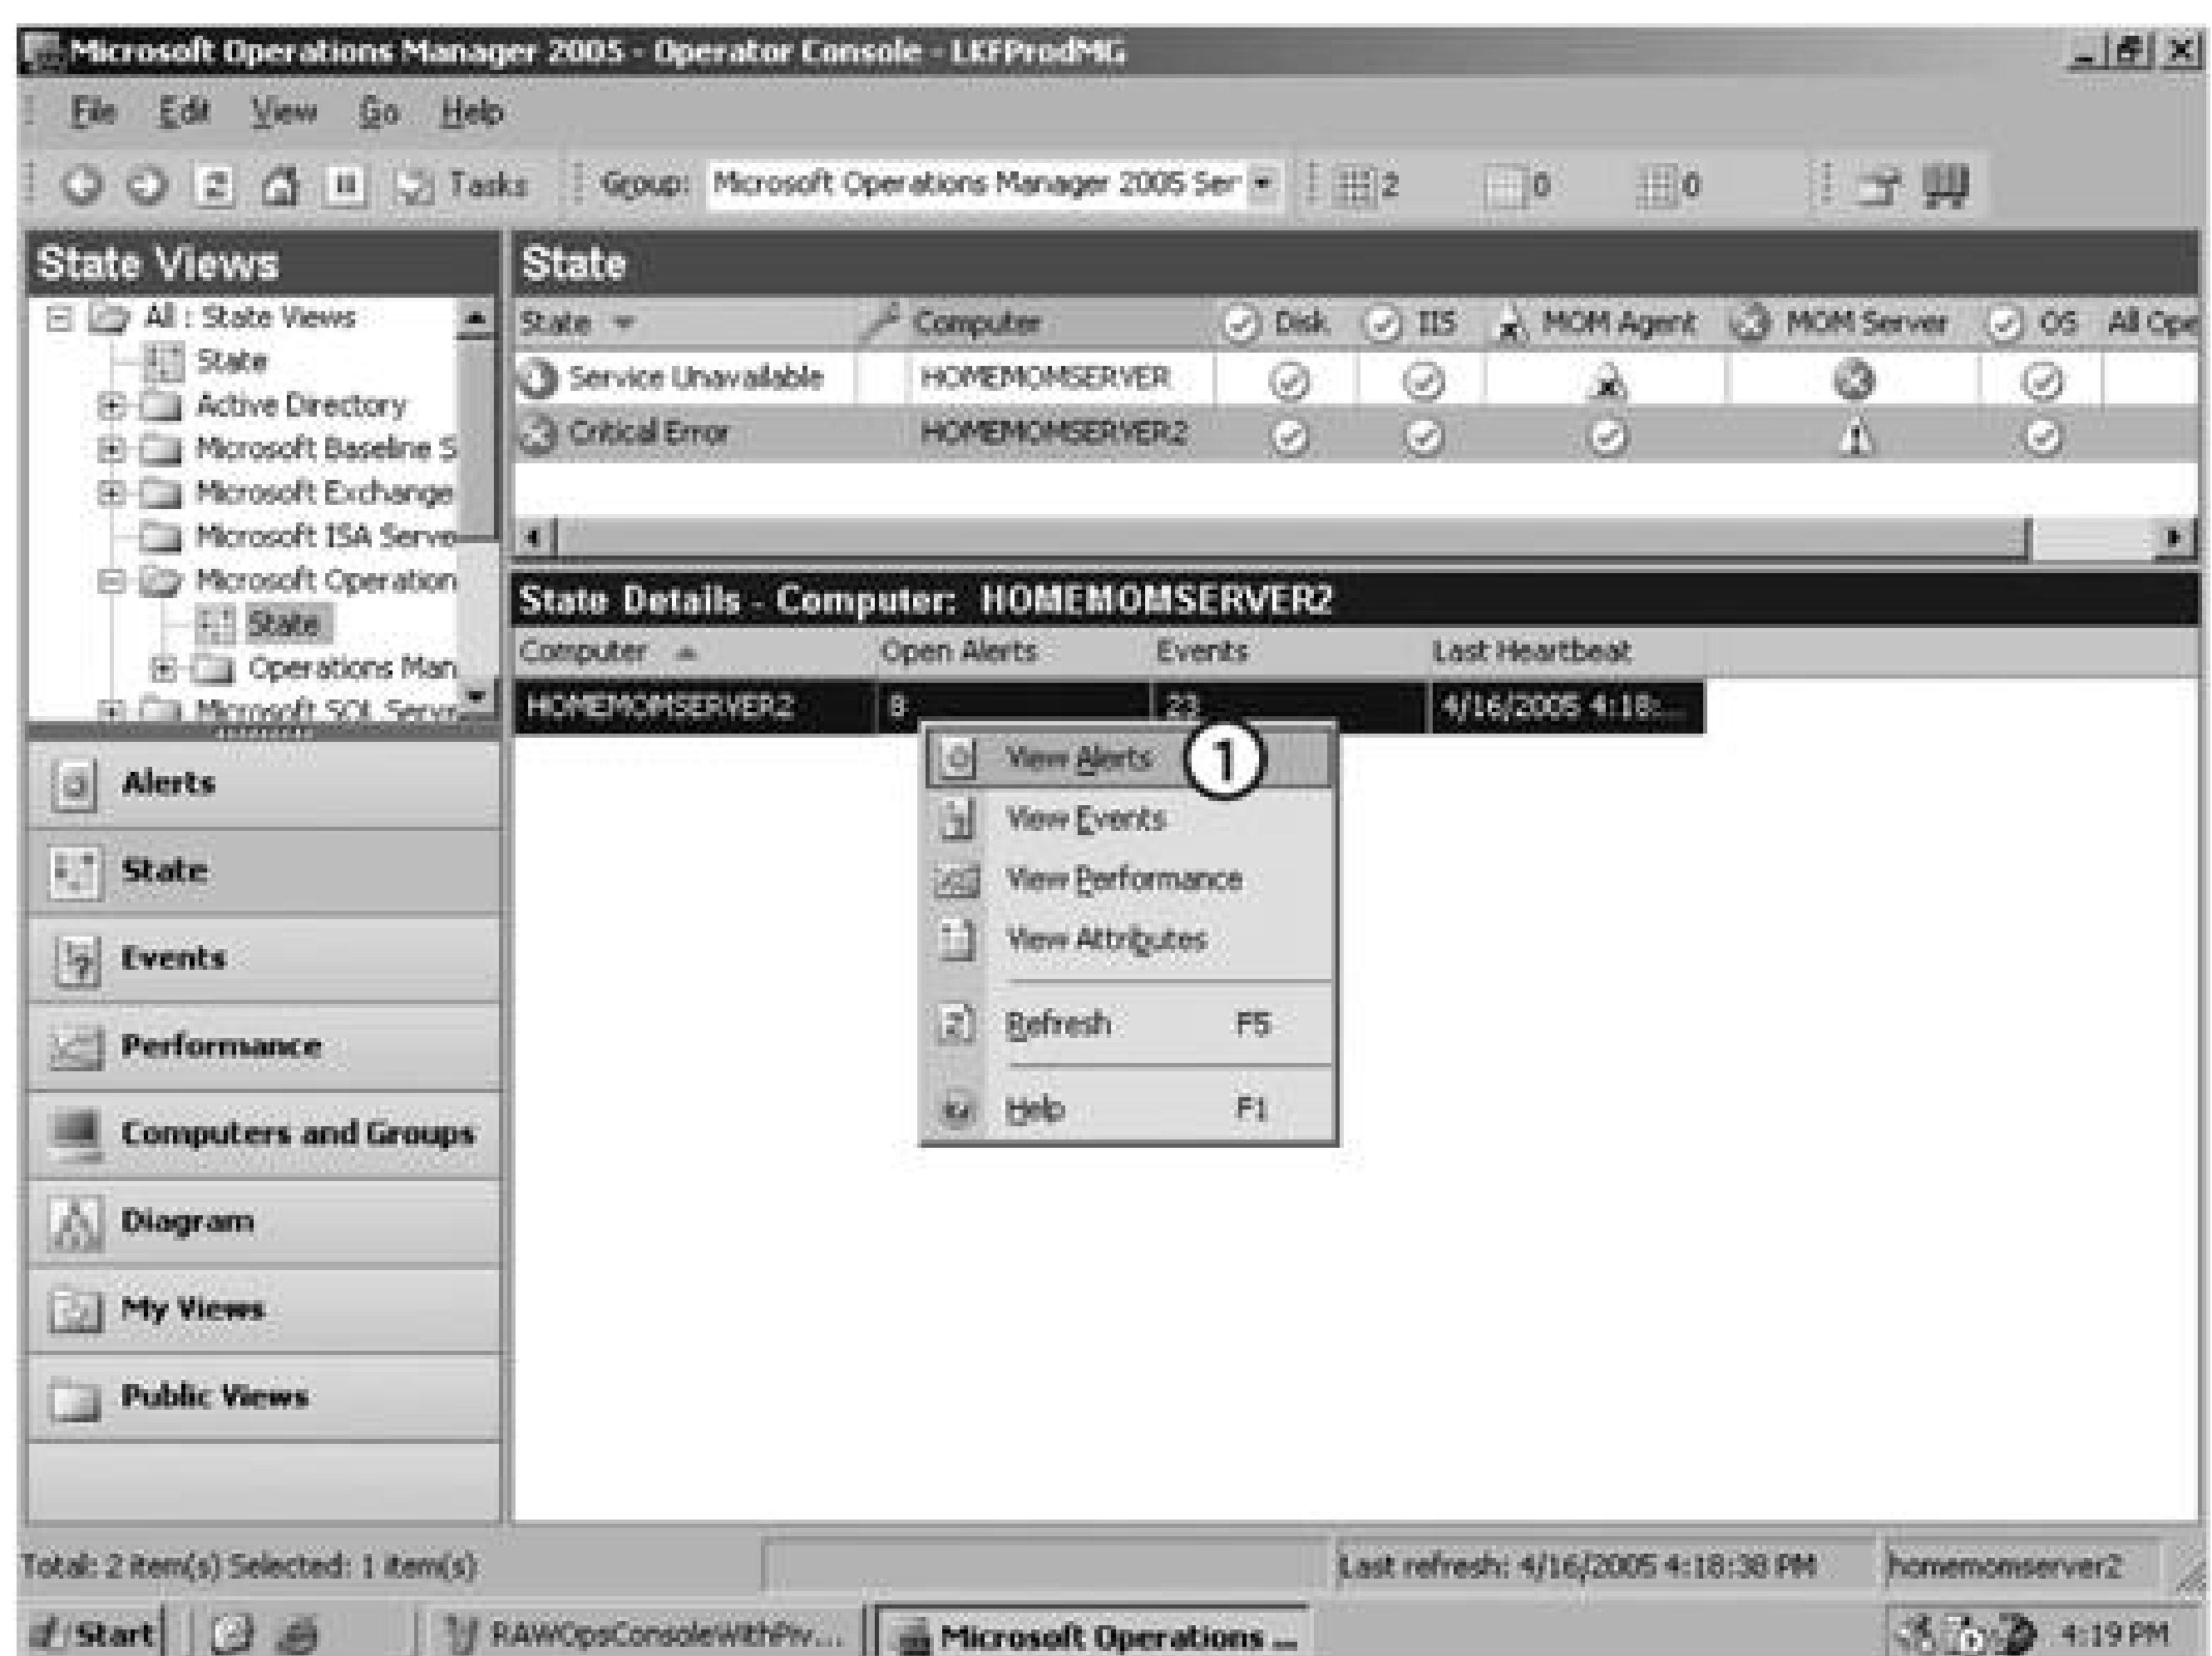 Microsoft Operations Manager 2005 - Operator Console - LKFProdMG
File Edit View Go Help
Tasks Group: Microsoft Operations Manager 2005 Ser 2 0 0
State Views
All : State Views
State
Active Directory
Microsoft Baseline S
Microsoft Exchange
Microsoft ISA Serve
Microsoft Operation
State
Operations Man
Microsoft SQL Serve
Alerts
State
Events
Performance
Computers and Groups
Diagram
My Views
Public Views
State
State Computer Disk IIS MOM Agent MOM Server OS All Ope
Service Unavailable HOMEMOMSERVER
Critical Error HOMEMOMSERVER2
State Details - Computer: HOMEMOMSERVER2
Computer Open Alerts Events Last Heartbeat
HOMEMOMSERVER2 8 23 4/16/2005 4:18:...
View Alerts 1
View Events
View Performance
View Attributes
Refresh F5
Help F1
Total: 2 item(s) Selected: 1 item(s)
Last refresh: 4/16/2005 4:18:38 PM
homemomserver2
Start RAWOpsConsoleWithPiv... Microsoft Operations ... 4:19 PM